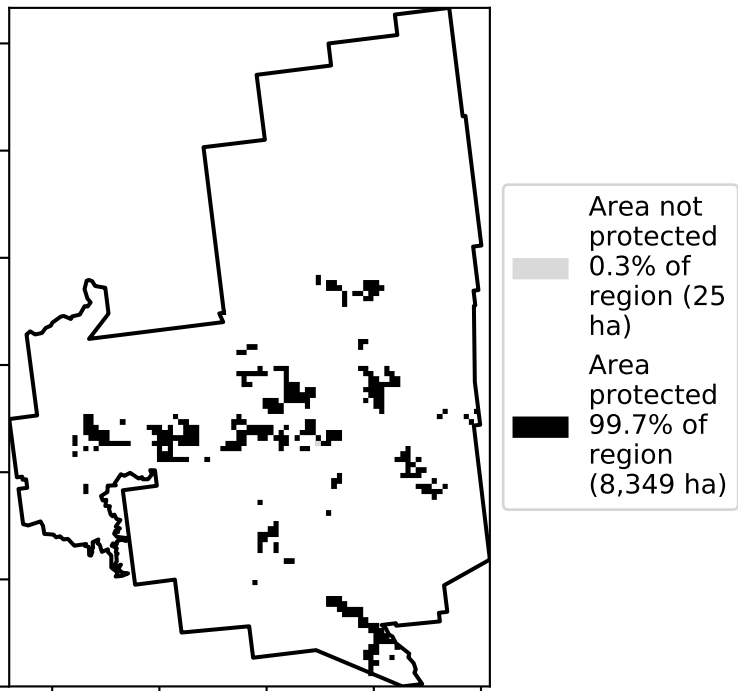 Area not
protected
0.3% of
region (25
ha)
Area
protected
99.7% of
region
(8,349 ha)